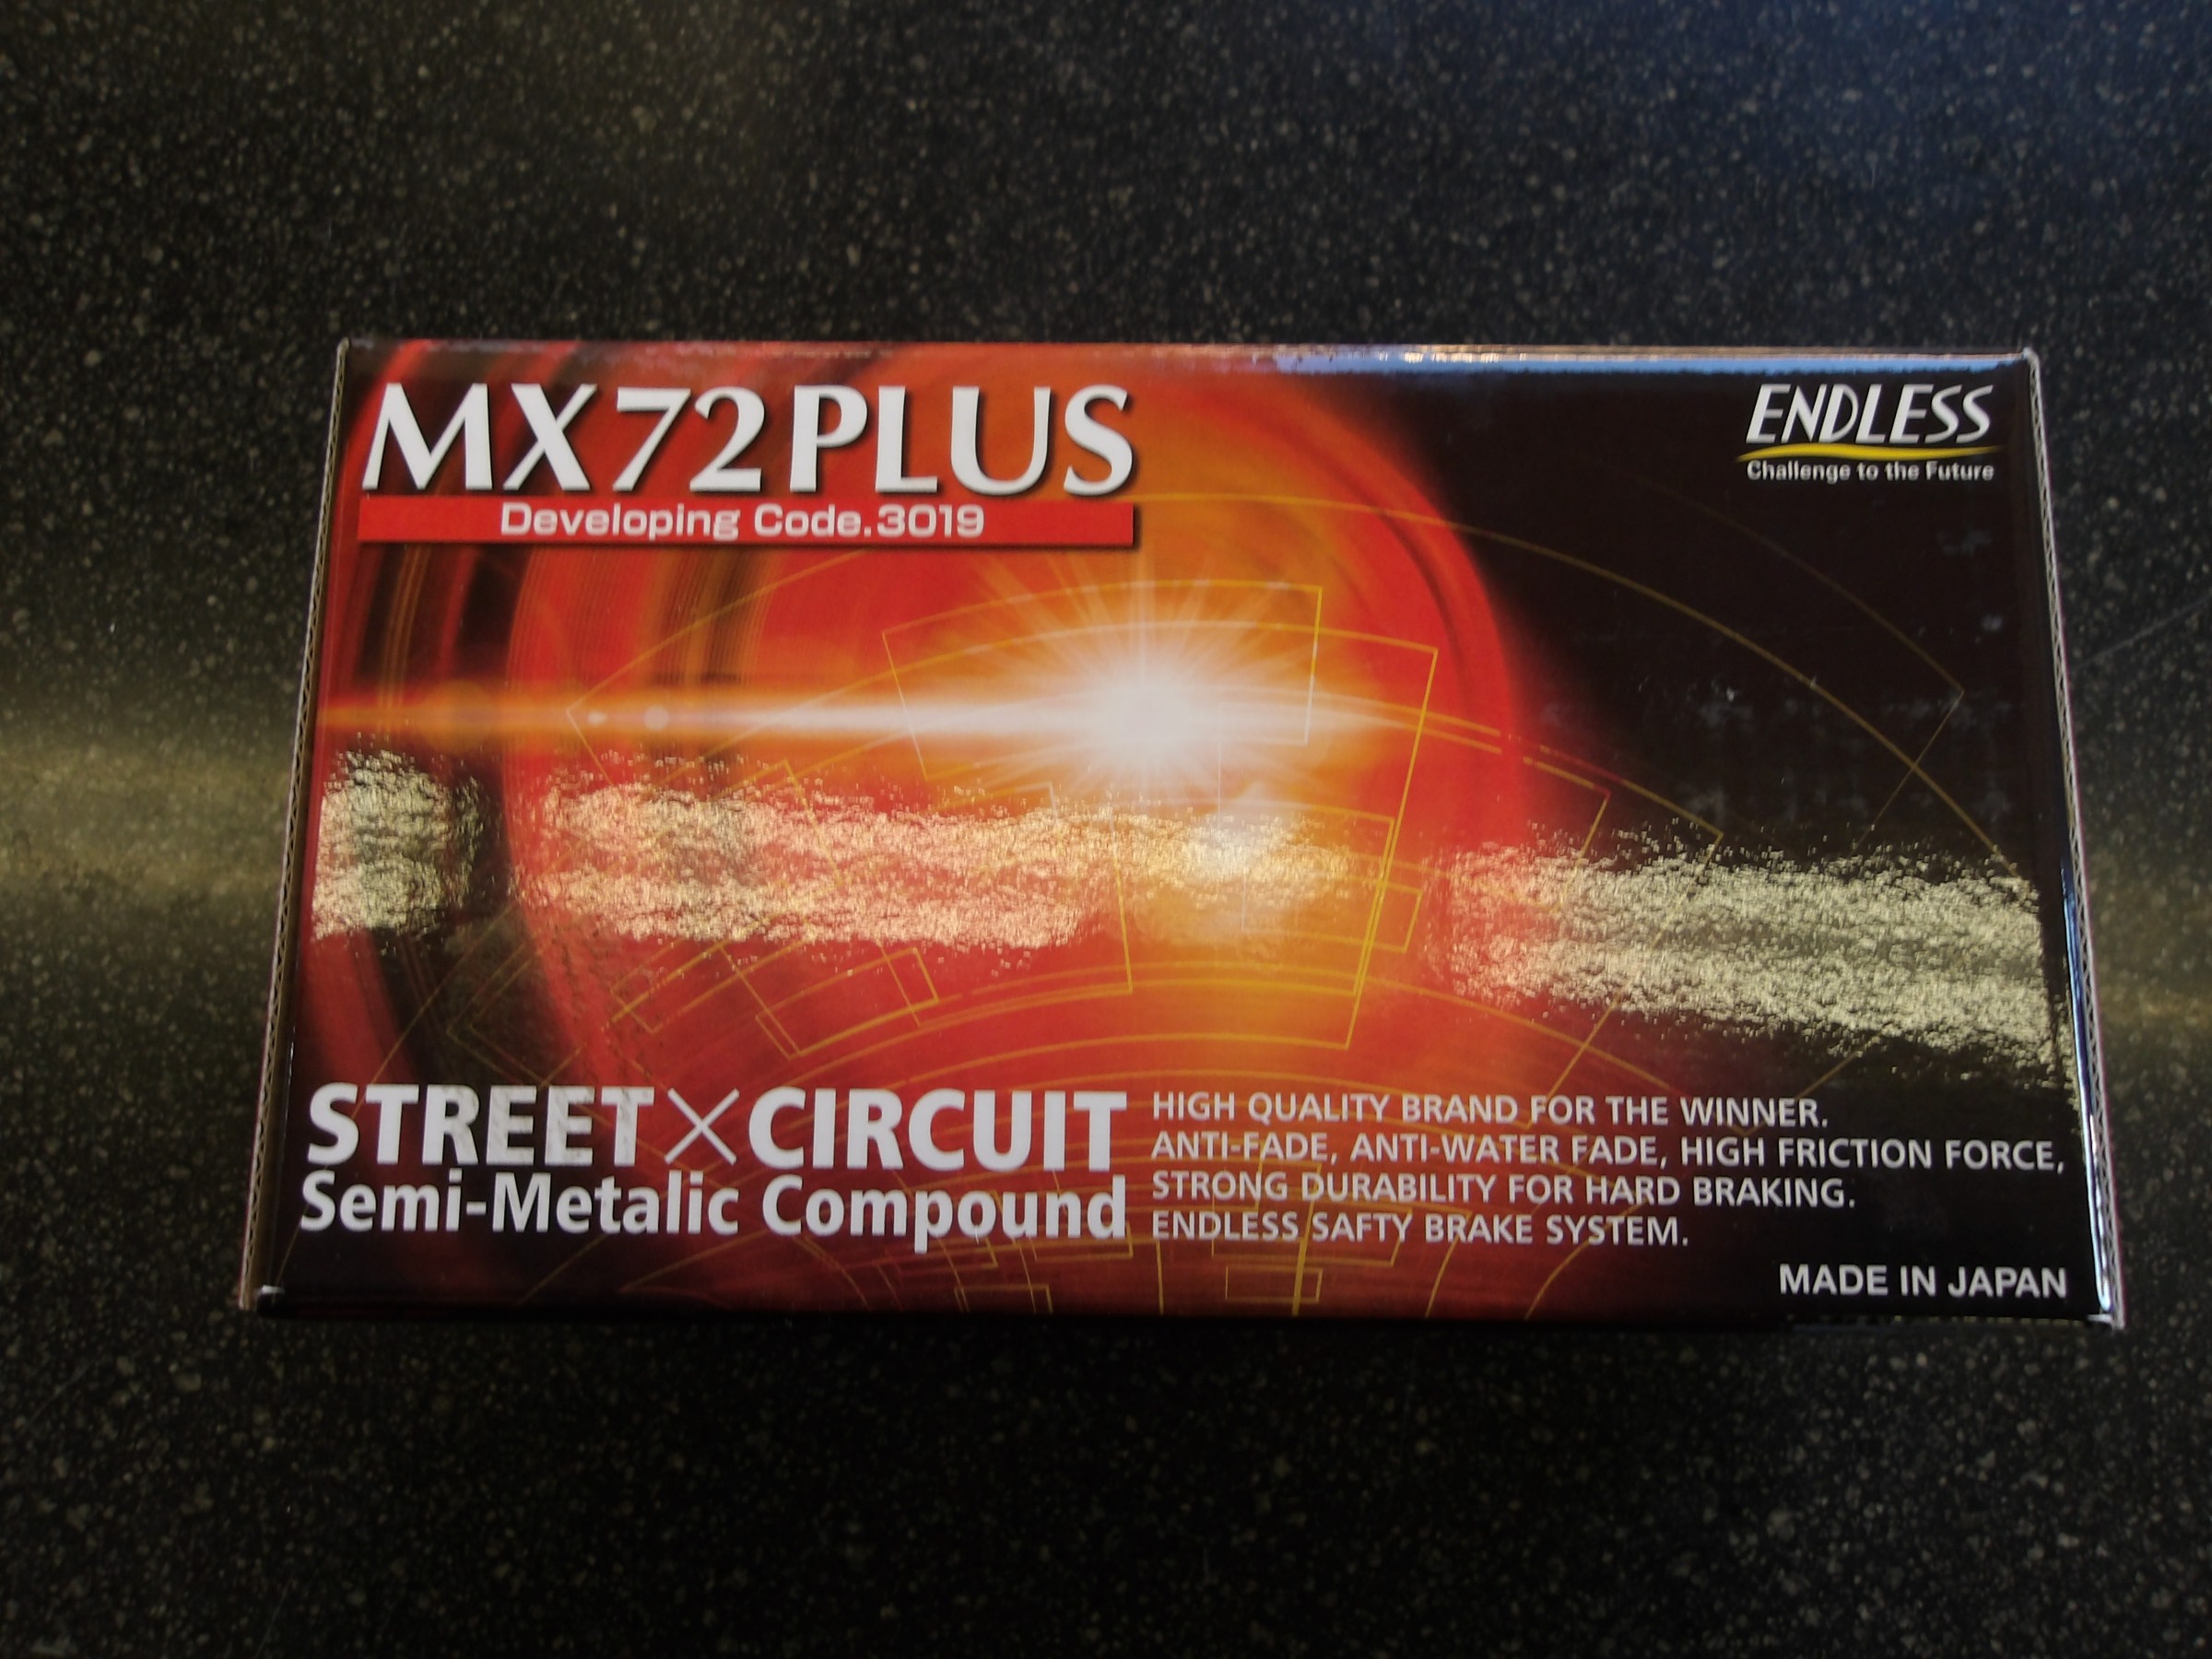 MX72PLUS
Developing Code.3019
ENDLESS
Challenge to the Future
STREET×CIRCUIT
Semi-Metalic Compound
HIGH QUALITY BRAND FOR THE WINNER.
ANTI-FADE, ANTI-WATER FADE, HIGH FRICTION FORCE,
STRONG DURABILITY FOR HARD BRAKING.
ENDLESS SAFTY BRAKE SYSTEM.
MADE IN JAPAN